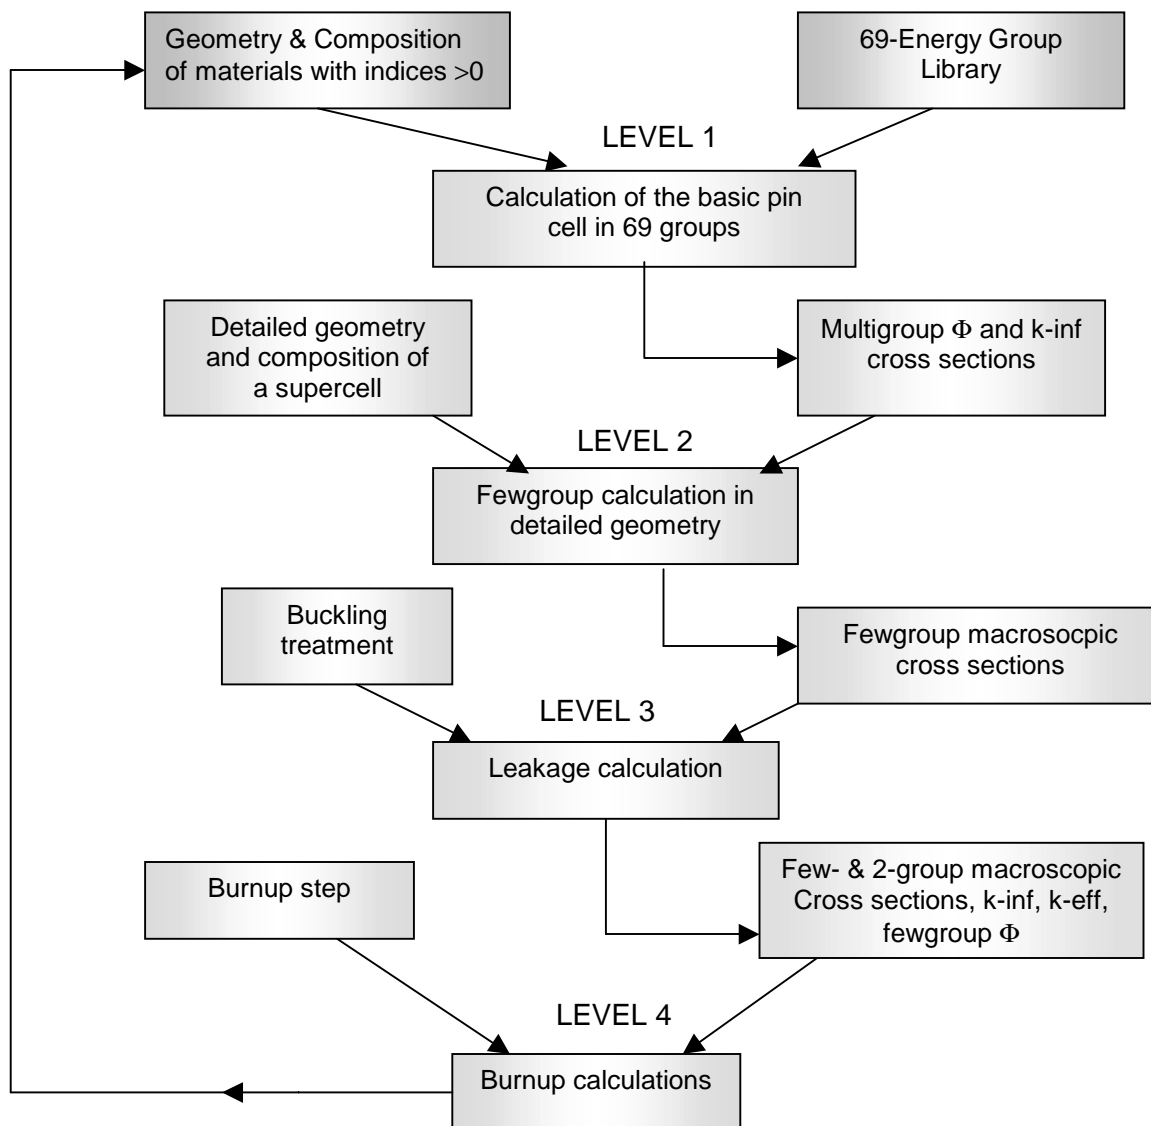 Geometry & Composition
of materials with indices >0
69-Energy Group
Library
LEVEL 1
Calculation of the basic pin
cell in 69 groups
Detailed geometry
and composition of
a supercell
Multigroup Φ and k-inf
cross sections
LEVEL 2
Fewgroup calculation in
detailed geometry
Buckling
treatment
Fewgroup macrosocpic
cross sections
LEVEL 3
Leakage calculation
Burnup step
Few- & 2-group macroscopic
Cross sections, k-inf, k-eff,
fewgroup Φ
LEVEL 4
Burnup calculations